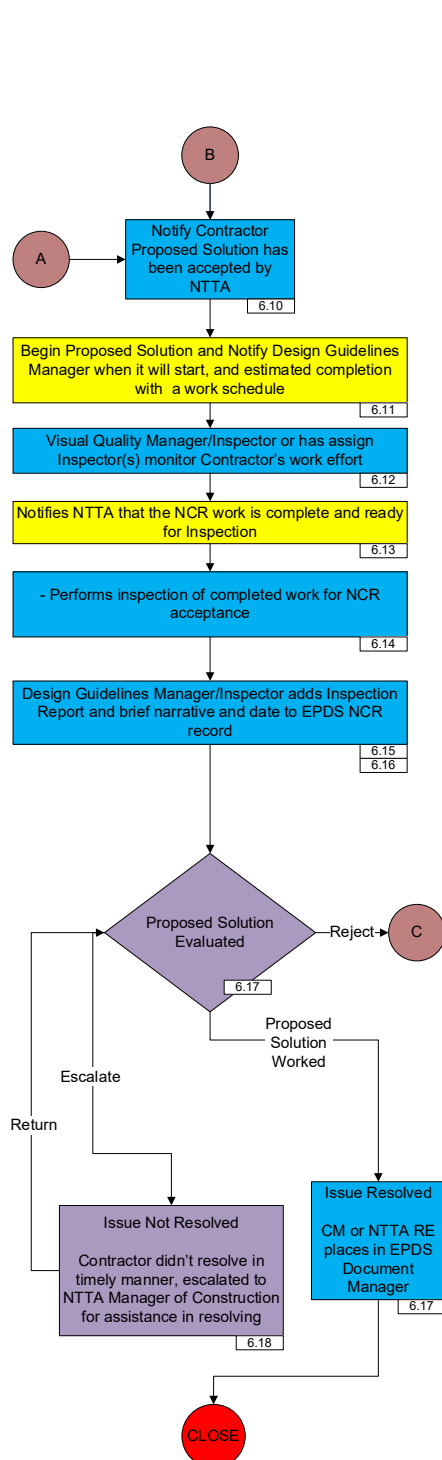 B
A
Notify Contractor
Proposed Solution has
been accepted by
NTTA
6.10
Begin Proposed Solution and Notify Design Guidelines
Manager when it will start, and estimated completion
with a work schedule
6.11
Visual Quality Manager/Inspector or has assign
Inspector(s) monitor Contractor's work effort
6.12
Notifies NTTA that the NCR work is complete and ready
for Inspection
6.13
- Performs inspection of completed work for NCR
acceptance
6.14
Design Guidelines Manager/Inspector adds Inspection
Report and brief narrative and date to EPDS NCR
record
6.15
6.16
Proposed Solution
Evaluated
6.17
Reject
C
Proposed
Solution
Worked
Escalate
Return
Issue Not Resolved
Contractor didn't resolve in
timely manner, escalated to
NTTA Manager of Construction
for assistance in resolving
6.18
Issue Resolved
CM or NTTA RE
places in EPDS
Document
Manager
6.17
CLOSE